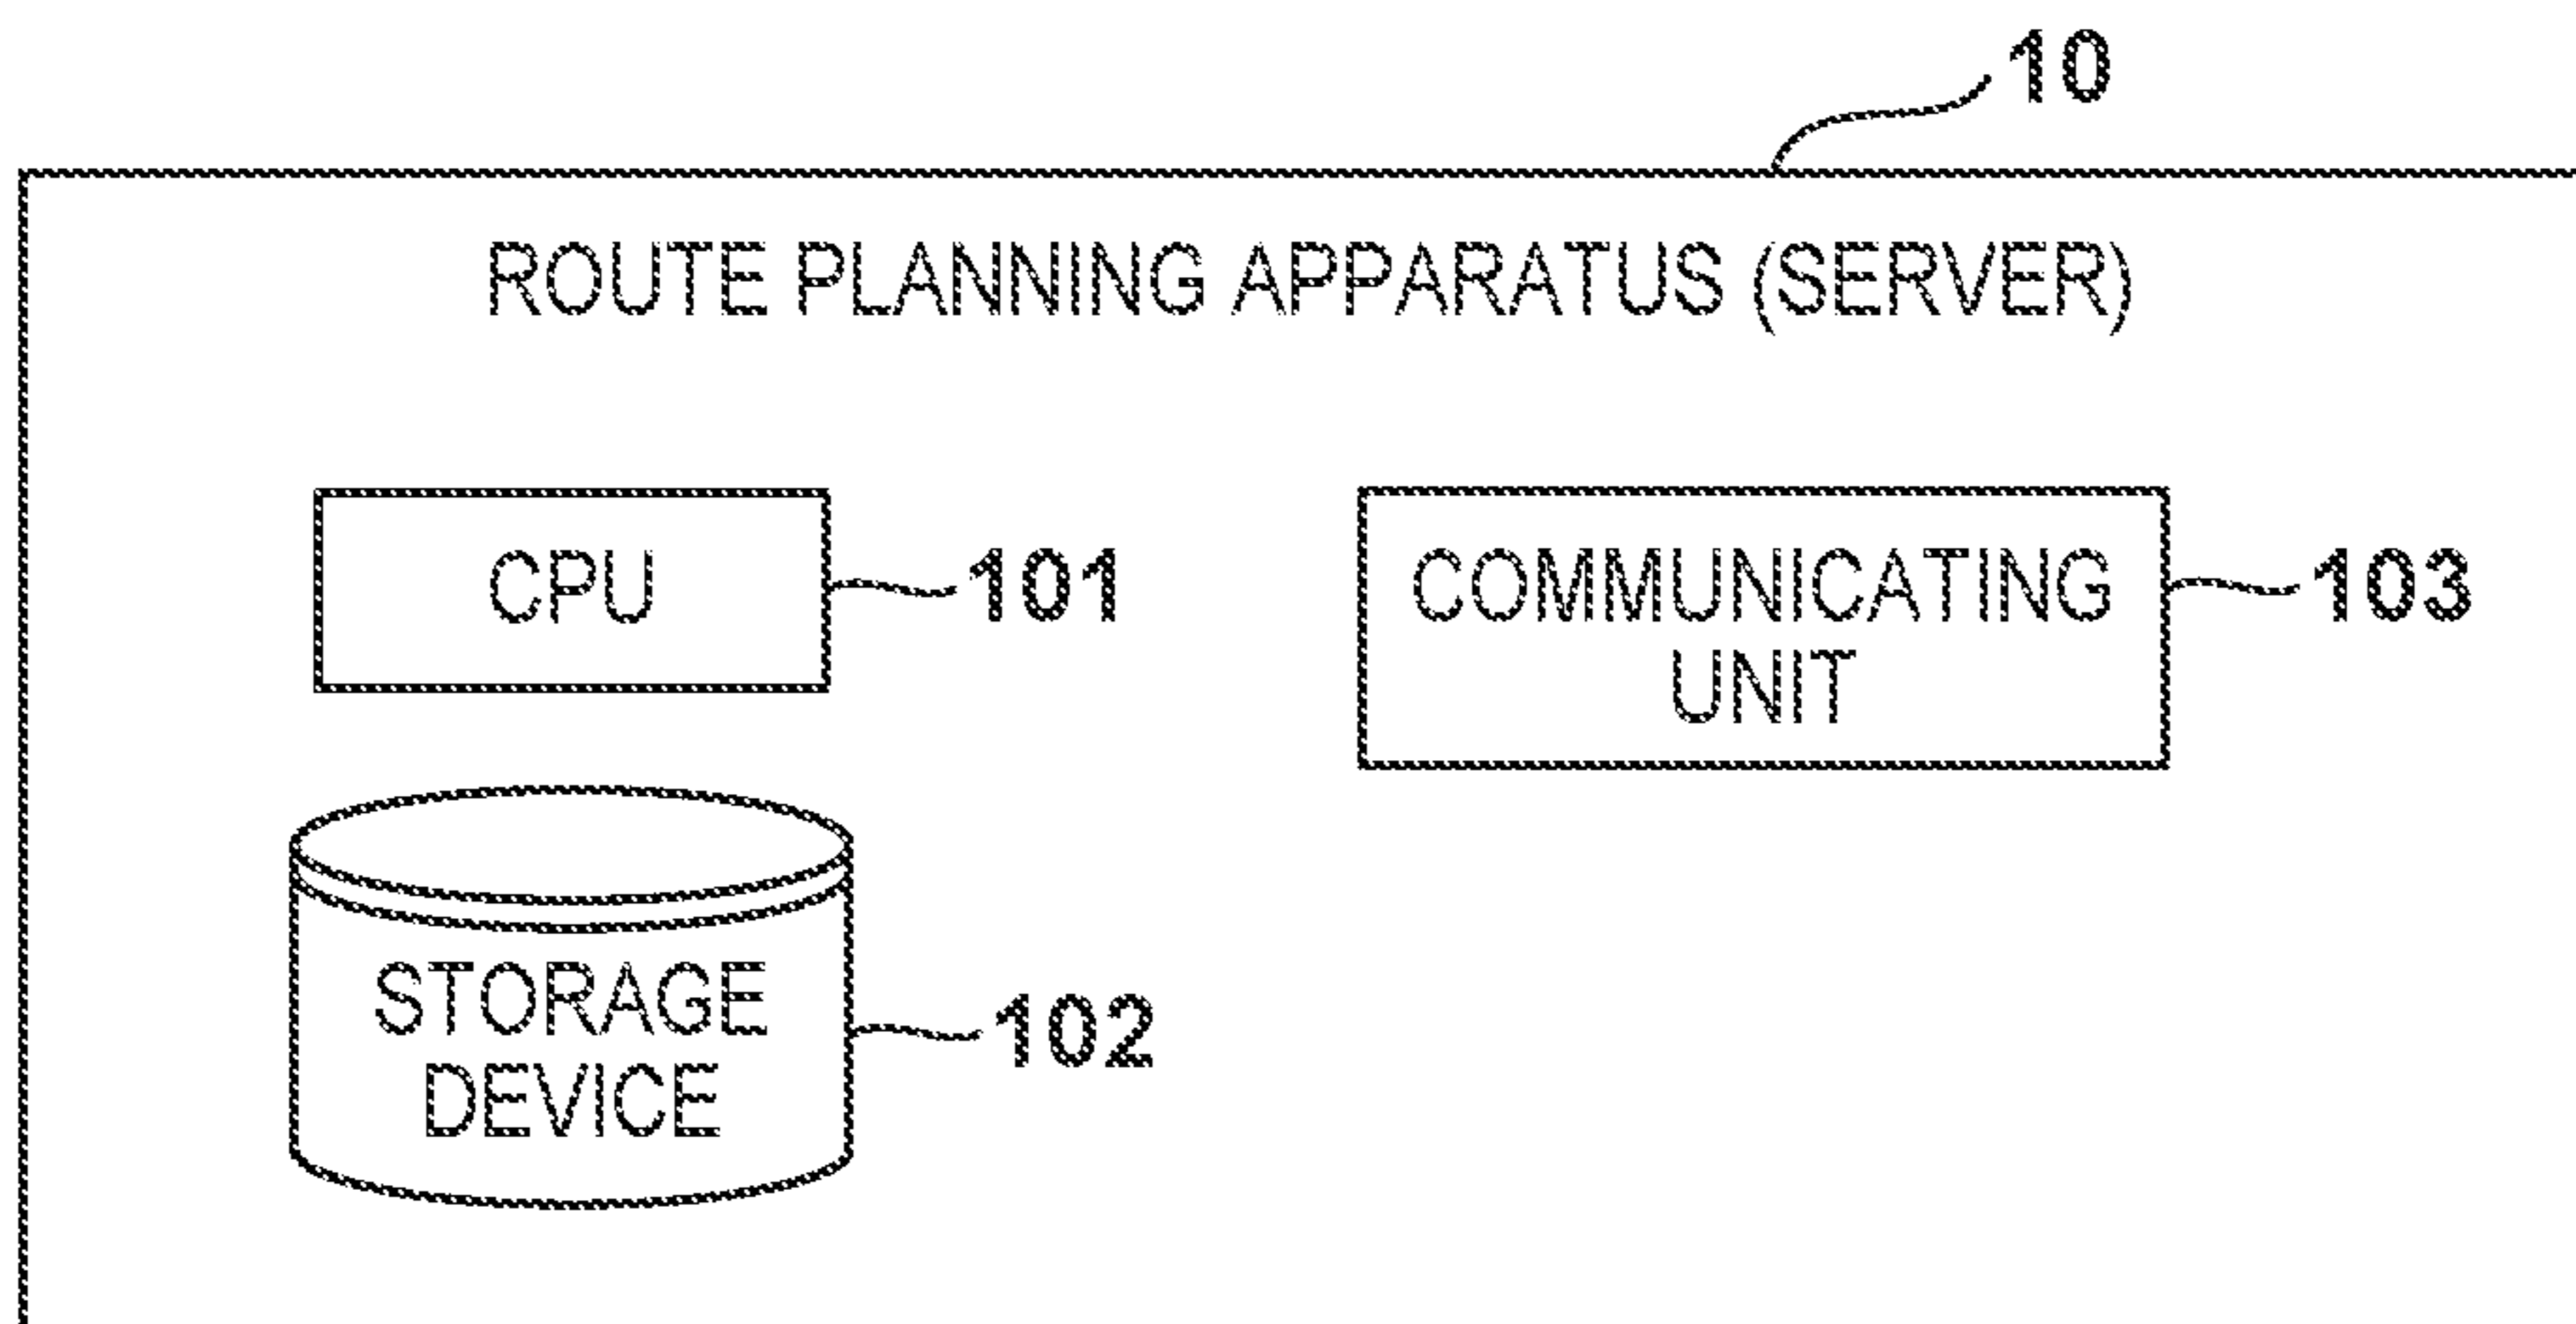 10
ROUTE PLANNING APPARATUS (SERVER)
CPU
101
COMMUNICATING
UNIT
103
STORAGE
DEVICE
102